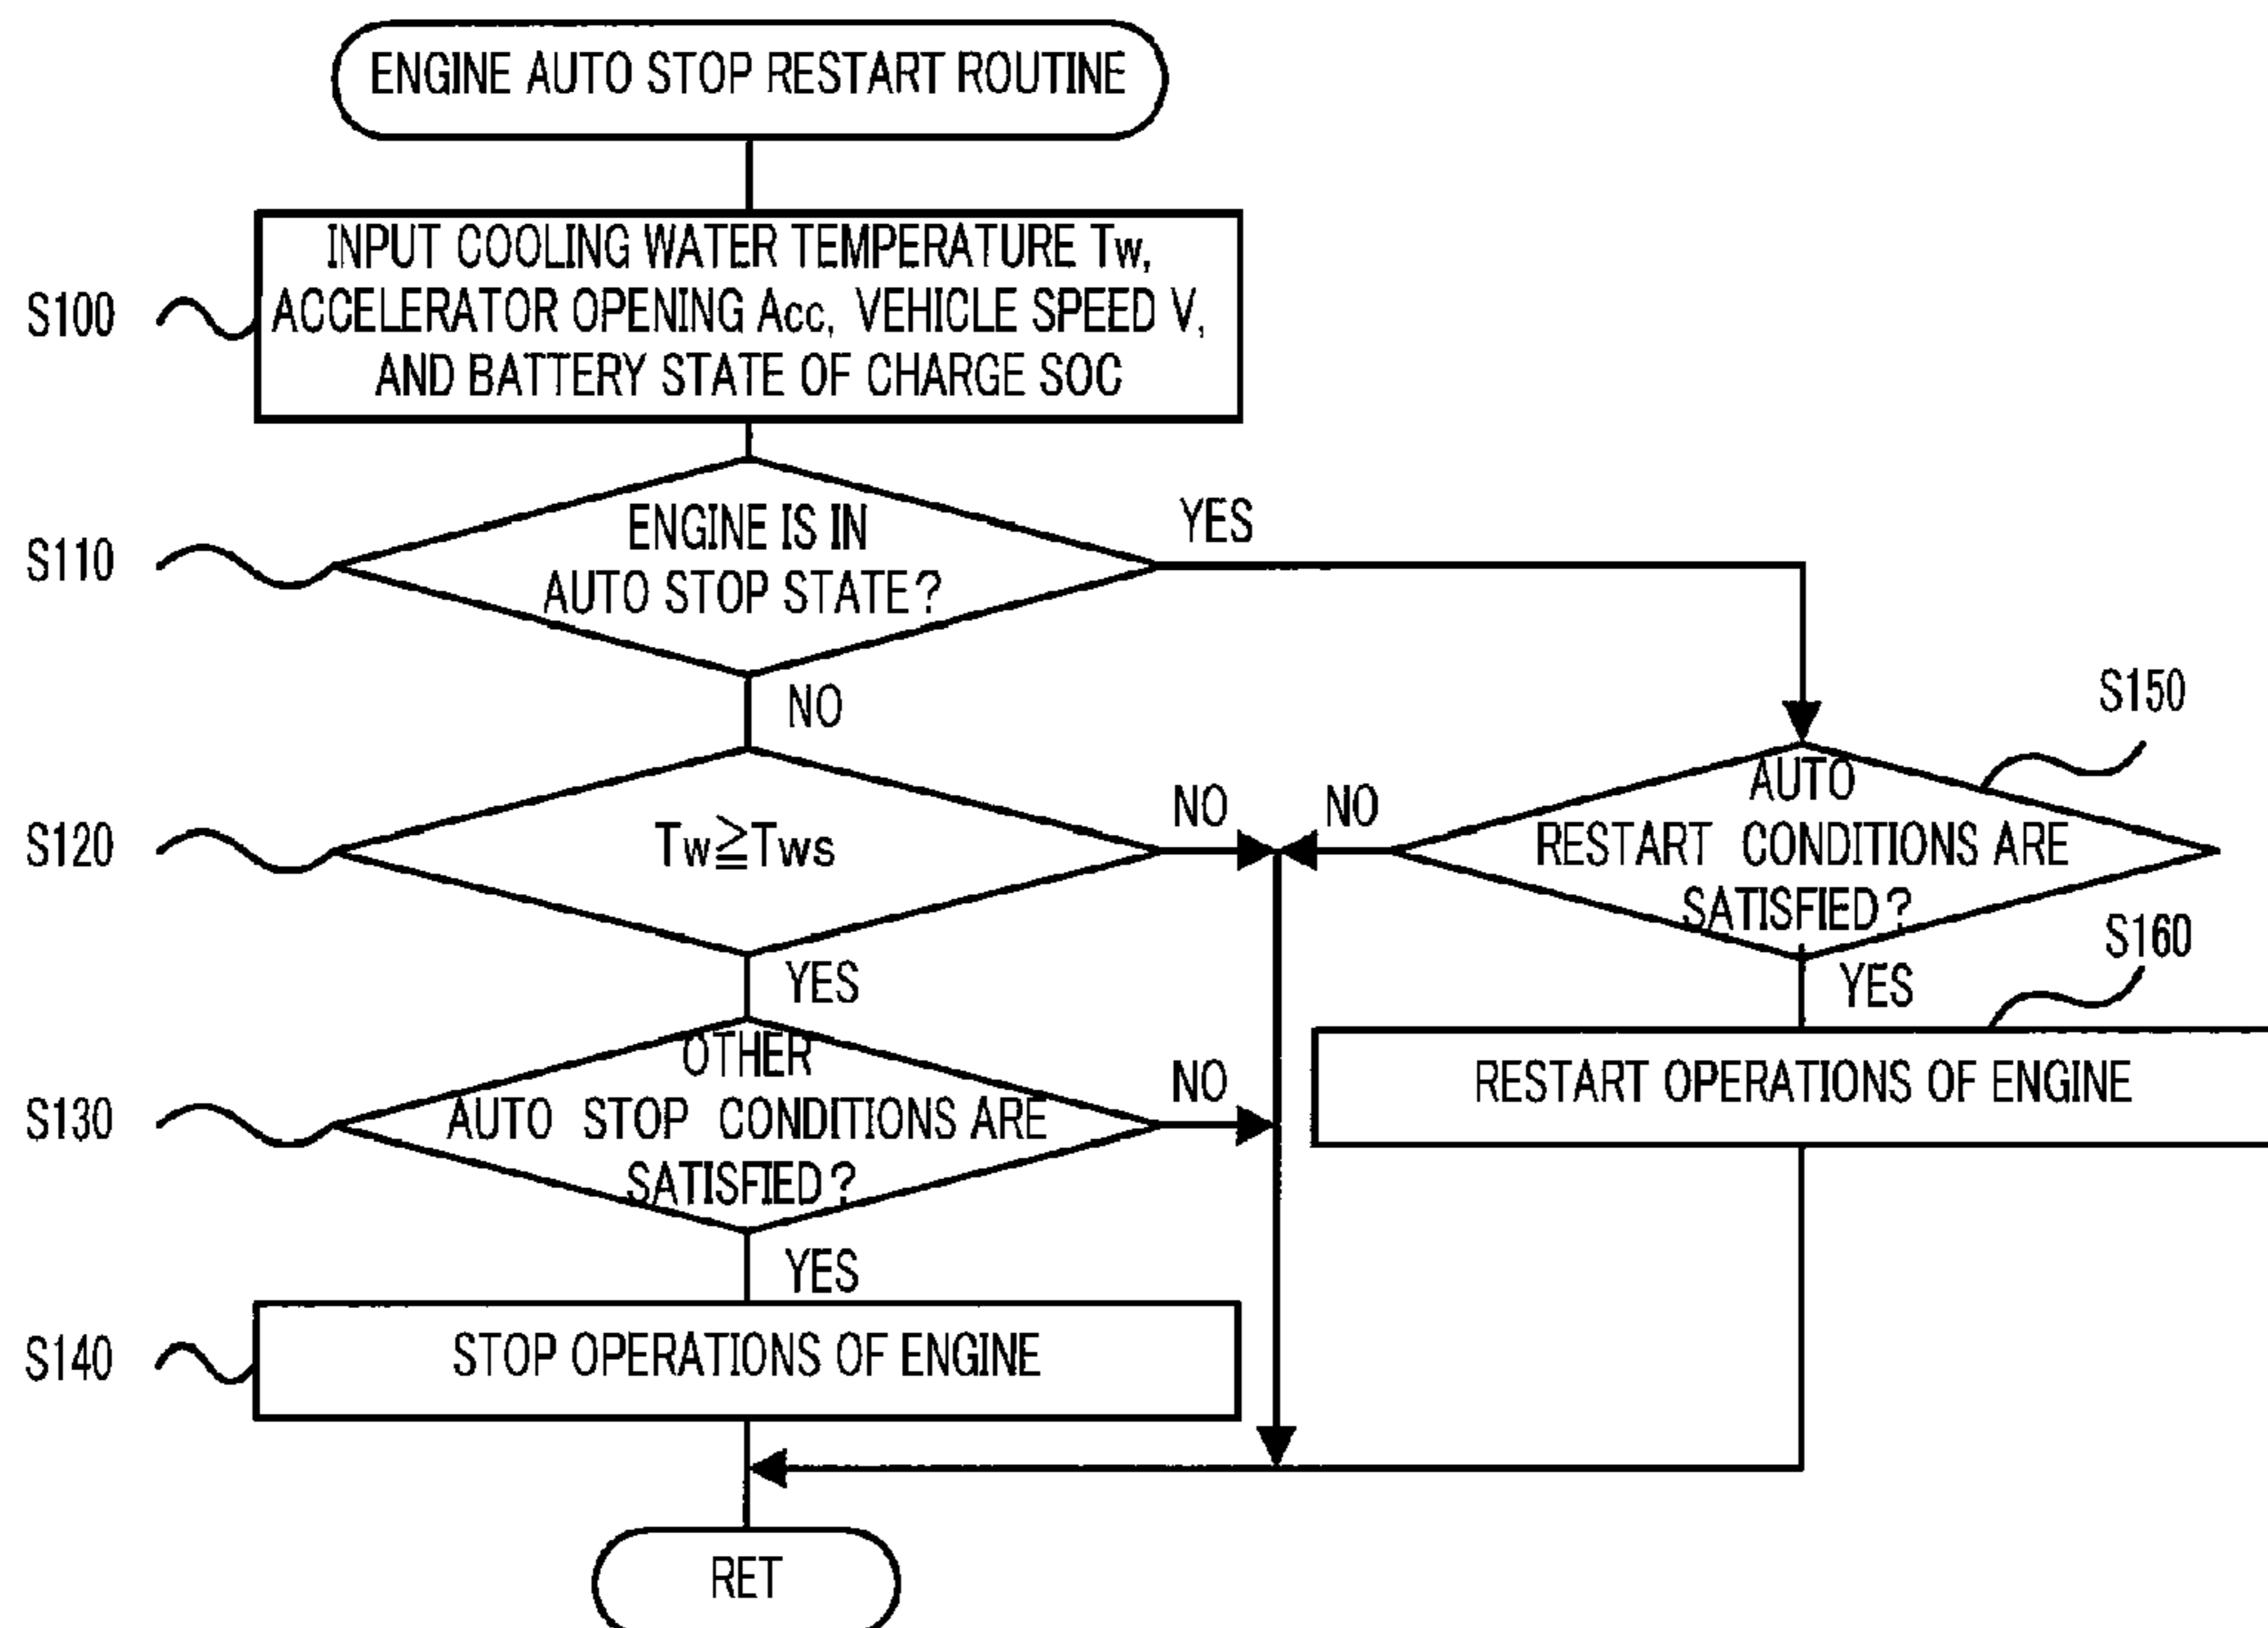 ENGINE AUTO STOP RESTART ROUTINE
S100
INPUT COOLING WATER TEMPERATURE Tw,
ACCELERATOR OPENING Acc, VEHICLE SPEED V,
AND BATTERY STATE OF CHARGE SOC
S110
ENGINE IS IN
AUTO STOP STATE?
YES
NO
S120
Tw≧Tws
NO
YES
S130
OTHER
AUTO STOP CONDITIONS ARE
SATISFIED?
NO
YES
S140
STOP OPERATIONS OF ENGINE
S150
AUTO
RESTART CONDITIONS ARE
SATISFIED?
NO
YES
S160
RESTART OPERATIONS OF ENGINE
RET